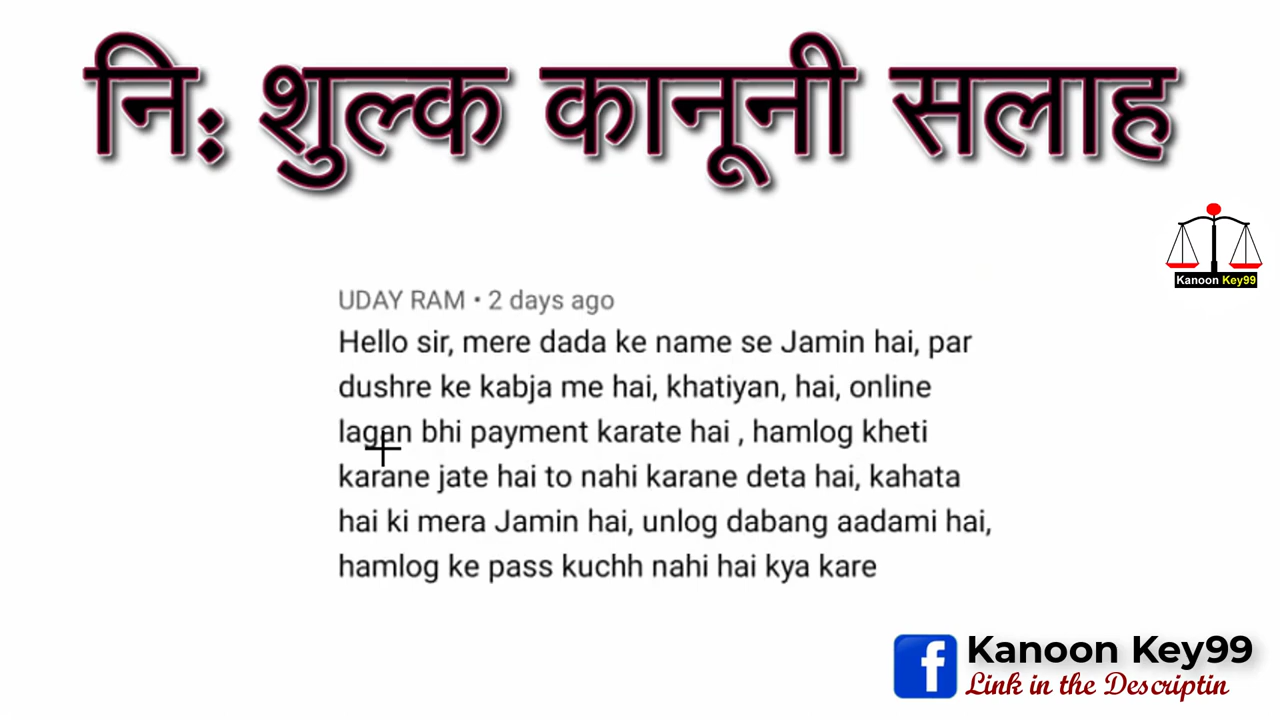 नि: शुल्क कानूनी सलाह
Kanoon Key99
UDAY RAM • 2 days ago
Hello sir, mere dada ke name se Jamin hai, par
dushre ke kabja me hai, khatiyan, hai, online
lagan bhi payment karate hai , hamlog kheti
karane jate hai to nahi karane deta hai, kahata
hai ki mera Jamin hai, unlog dabang aadami hai,
hamlog ke pass kuchh nahi hai kya kare
f Kanoon Key99
Link in the Descriptin